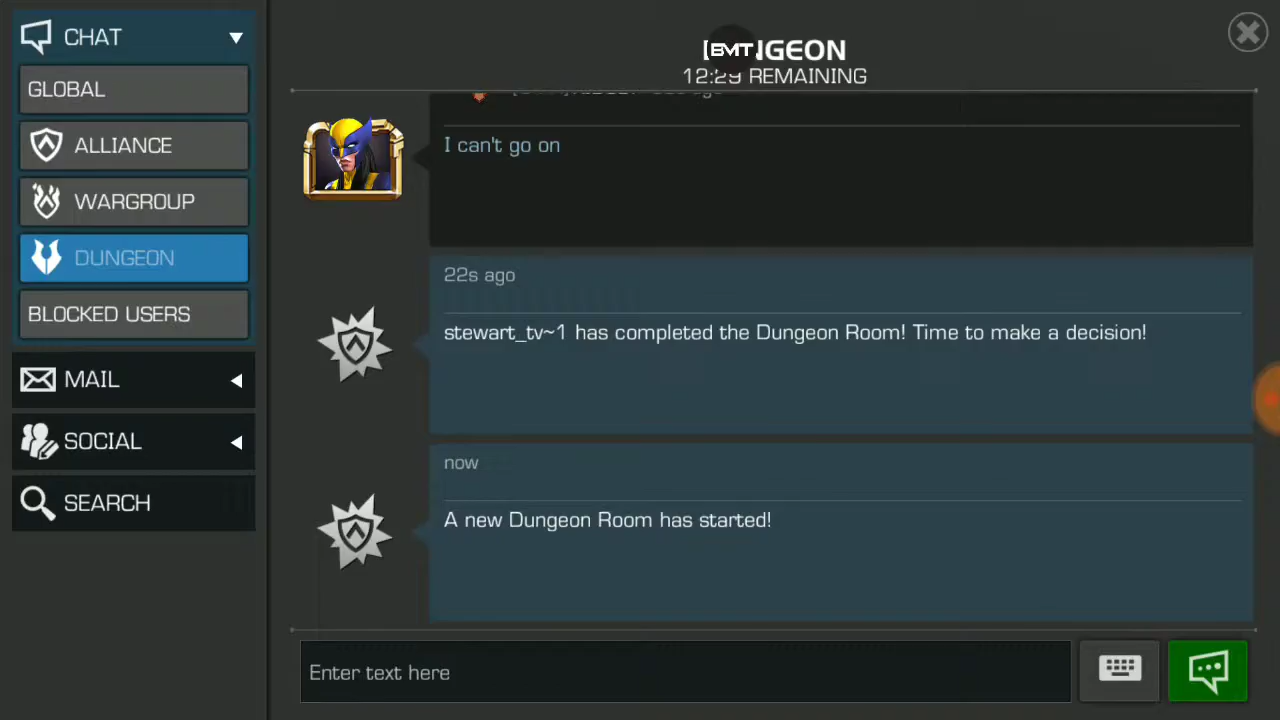 CHAT
GLOBAL
ALLIANCE
WARGROUP
DUNGEON
BLOCKED USERS
MAIL
SOCIAL
SEARCH
[BMT]
GEON
12:29 REMAINING
ago
I can't go on
22s ago
stewart_tv~1 has completed the Dungeon Room! Time to make a decision!
now
A new Dungeon Room has started!
Enter text here